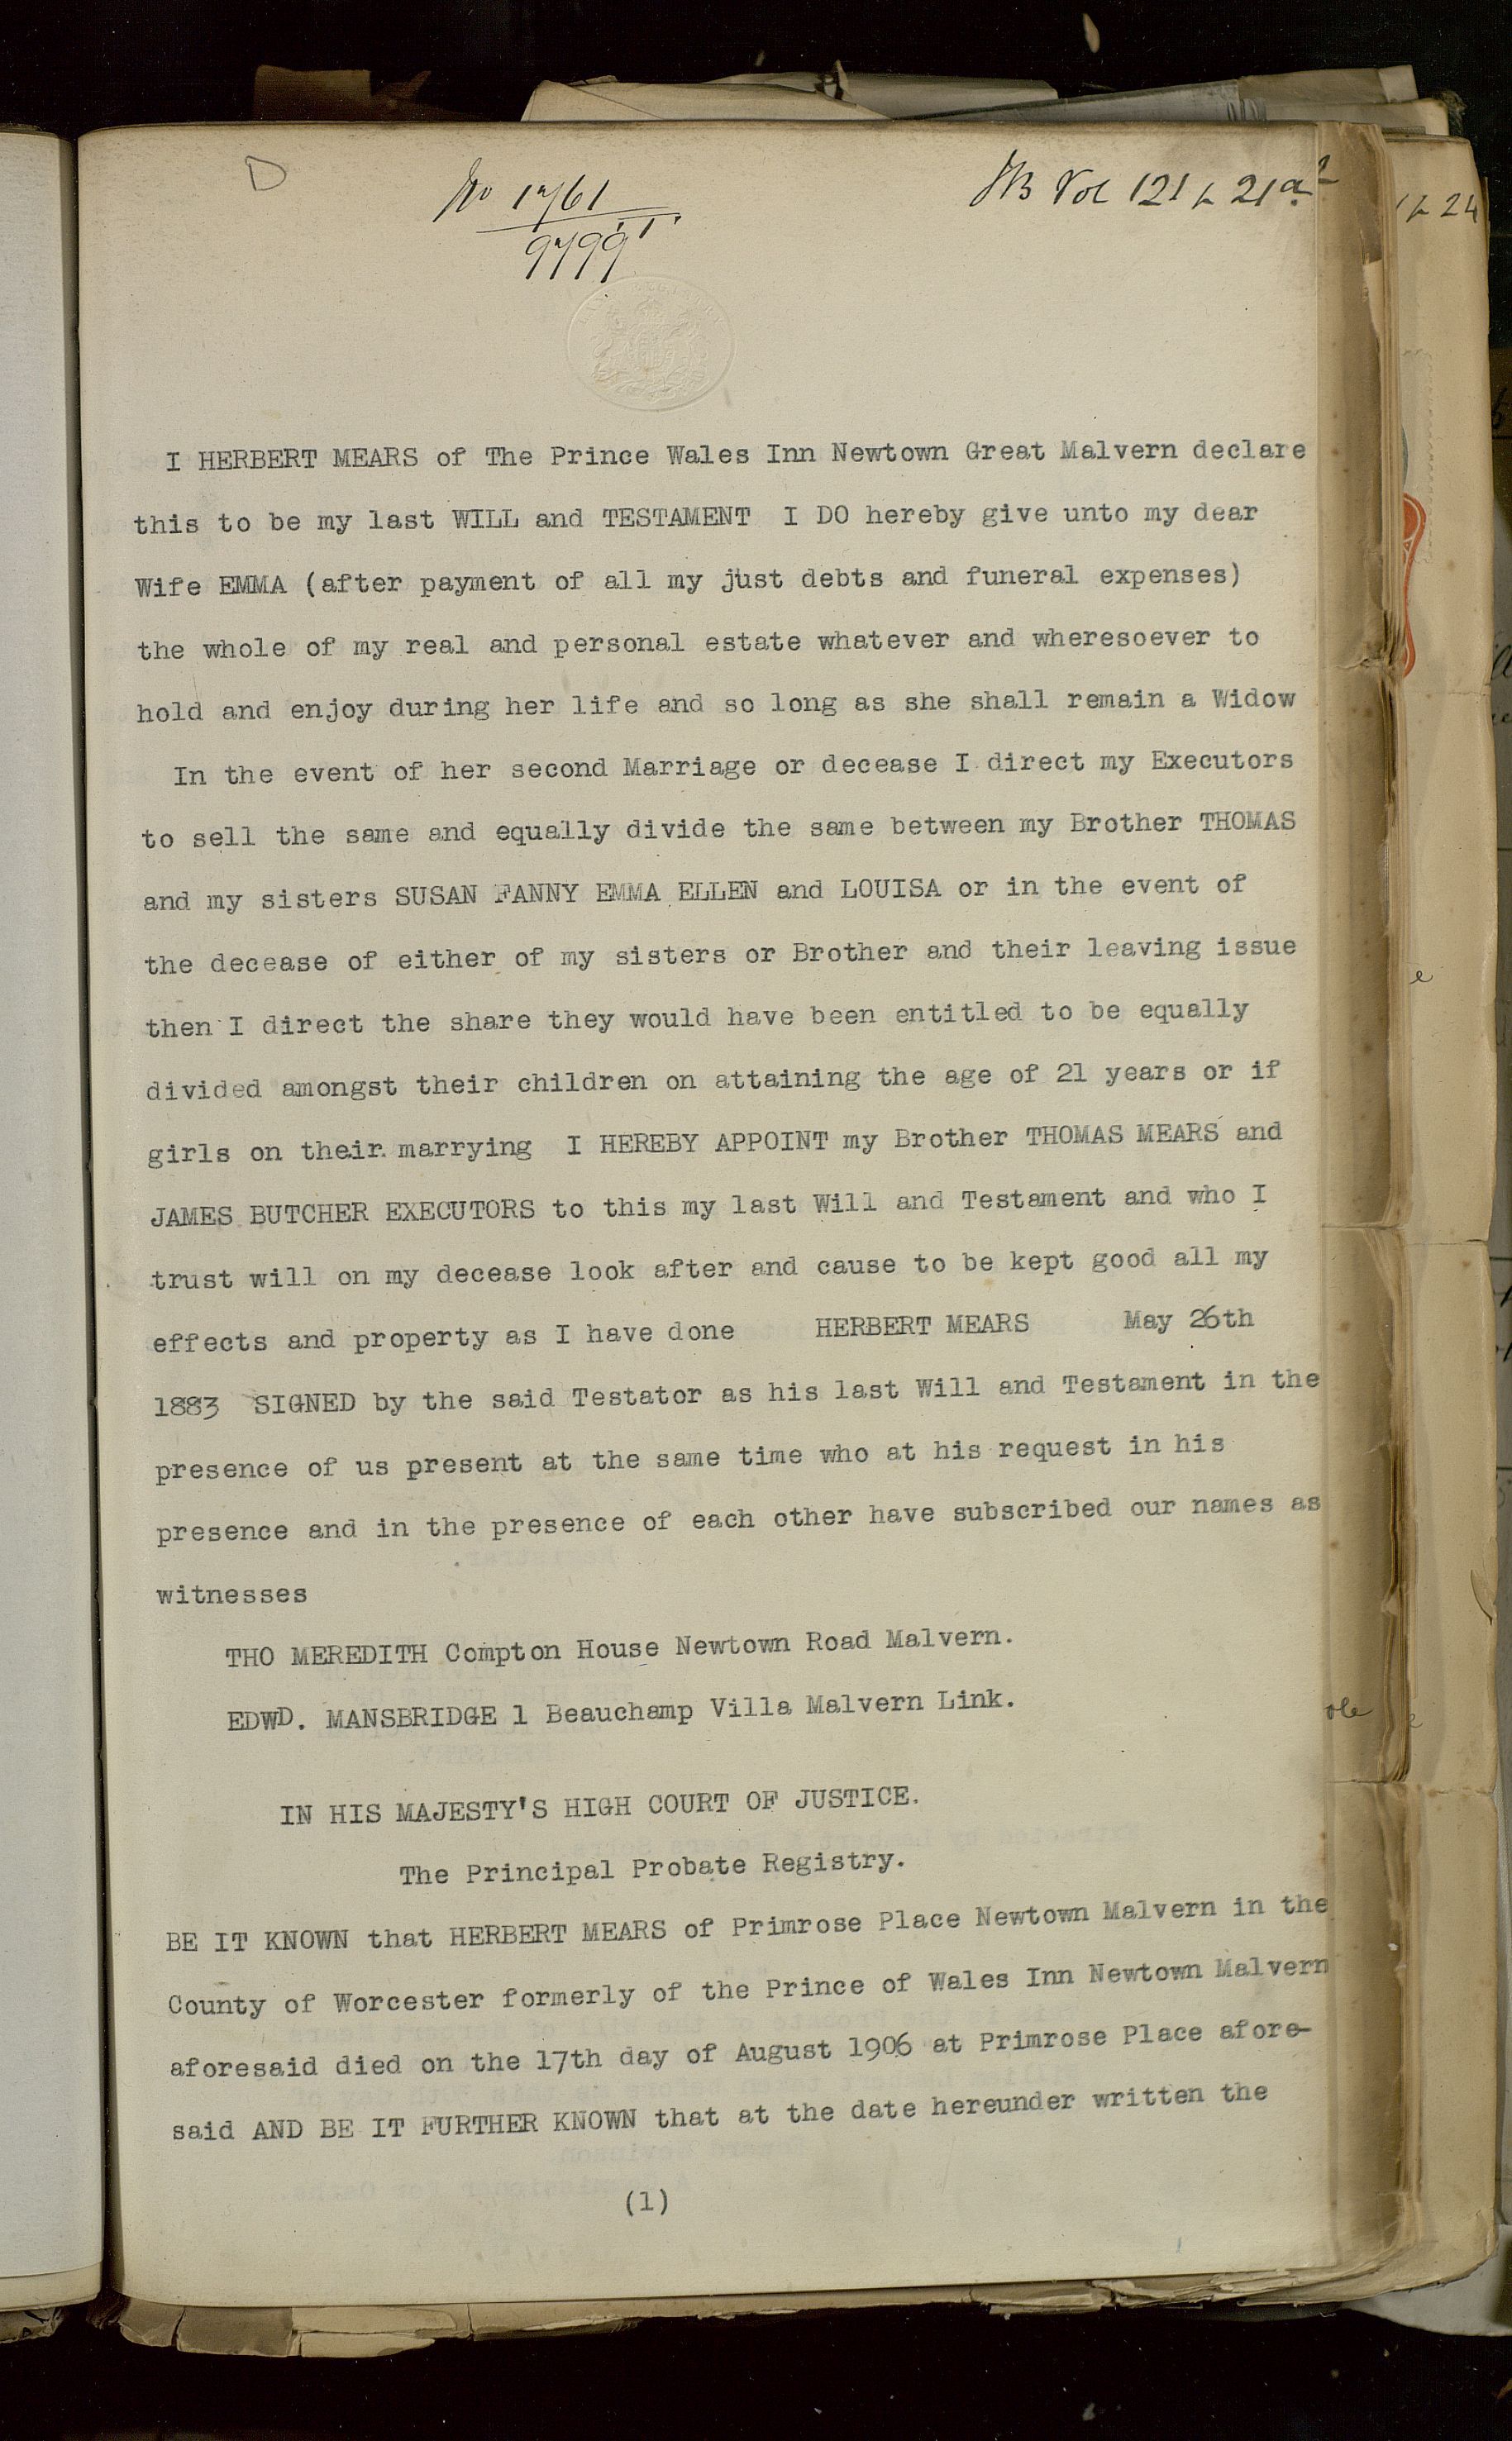 D
No 1761
9799
Vol 121 21a
24
I HERBERT MEARS of The Prince Wales Inn Newtown Great Malvern declare
this to be my last WILL and TESTAMENT I DO hereby give unto my dear
Wife EMMA (after payment of all my just debts and funeral expenses)
the whole of my real and personal estate whatever and wheresoever to
hold and enjoy during her life and so long as she shall remain a Widow
In the event of her second Marriage or decease I direct my Executors
to sell the same and equally divide the same between my Brother THOMAS
and my sisters SUSAN FANNY EMMA ELLEN and LOUISA or in the event of
the decease of either of my sisters or Brother and their leaving issue
then I direct the share they would have been entitled to be equally
divided amongst their children on attaining the age of 21 years or if
girls on their marrying I HEREBY APPOINT my Brother THOMAS MEARS and
JAMES BUTCHER EXECUTORS to this my last Will and Testament and who I
trust will on my decease look after and cause to be kept good all my
effects and property as I have done HERBERT MEARS May 26th
1883 SIGNED by the said Testator as his last Will and Testament in the
presence of us present at the same time who at his request in his
presence and in the presence of each other have subscribed our names as
witnesses
THO MEREDITH Compton House Newtown Road Malvern.
EDWD. MANSBRIDGE 1 Beauchamp Villa Malvern Link.
IN HIS MAJESTY'S HIGH COURT OF JUSTICE.
The Principal Probate Registry.
BE IT KNOWN that HERBERT MEARS of Primrose Place Newtown Malvern in the
County of Worcester formerly of the Prince of Wales Inn Newtown Malvern
aforesaid died on the 17th day of August 1906 at Primrose Place afore-
said AND BE IT FURTHER KNOWN that at the date hereunder written the
(1)